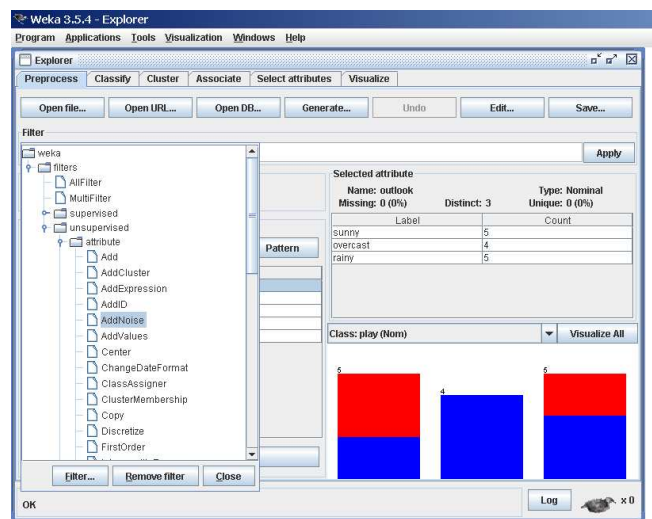 Weka 3.5.4 - Explorer
Program Applications Tools Visualization Windows Help
Explorer
Preprocess Classify Cluster Associate Select attributes Visualize
Open file... Open URL... Open DB... Generate... Undo Edit... Save...
Filter
weka
Apply
filters
AllFilter
MultiFilter
supervised
unsupervised
attribute
Add
AddCluster
AddExpression
AddID
AddNoise
AddValues
Center
ChangeDateFormat
ClassAssigner
ClusterMembership
Copy
Discretize
FirstOrder
Filter... Remove filter Close
Pattern
Selected attribute
Name: outlook Type: Nominal
Missing: 0 (0%) Distinct: 3 Unique: 0 (0%)
Label Count
sunny 5
overcast 4
rainy 5
Class: play (Nom) Visualize All
5 4 5
OK Log x 0